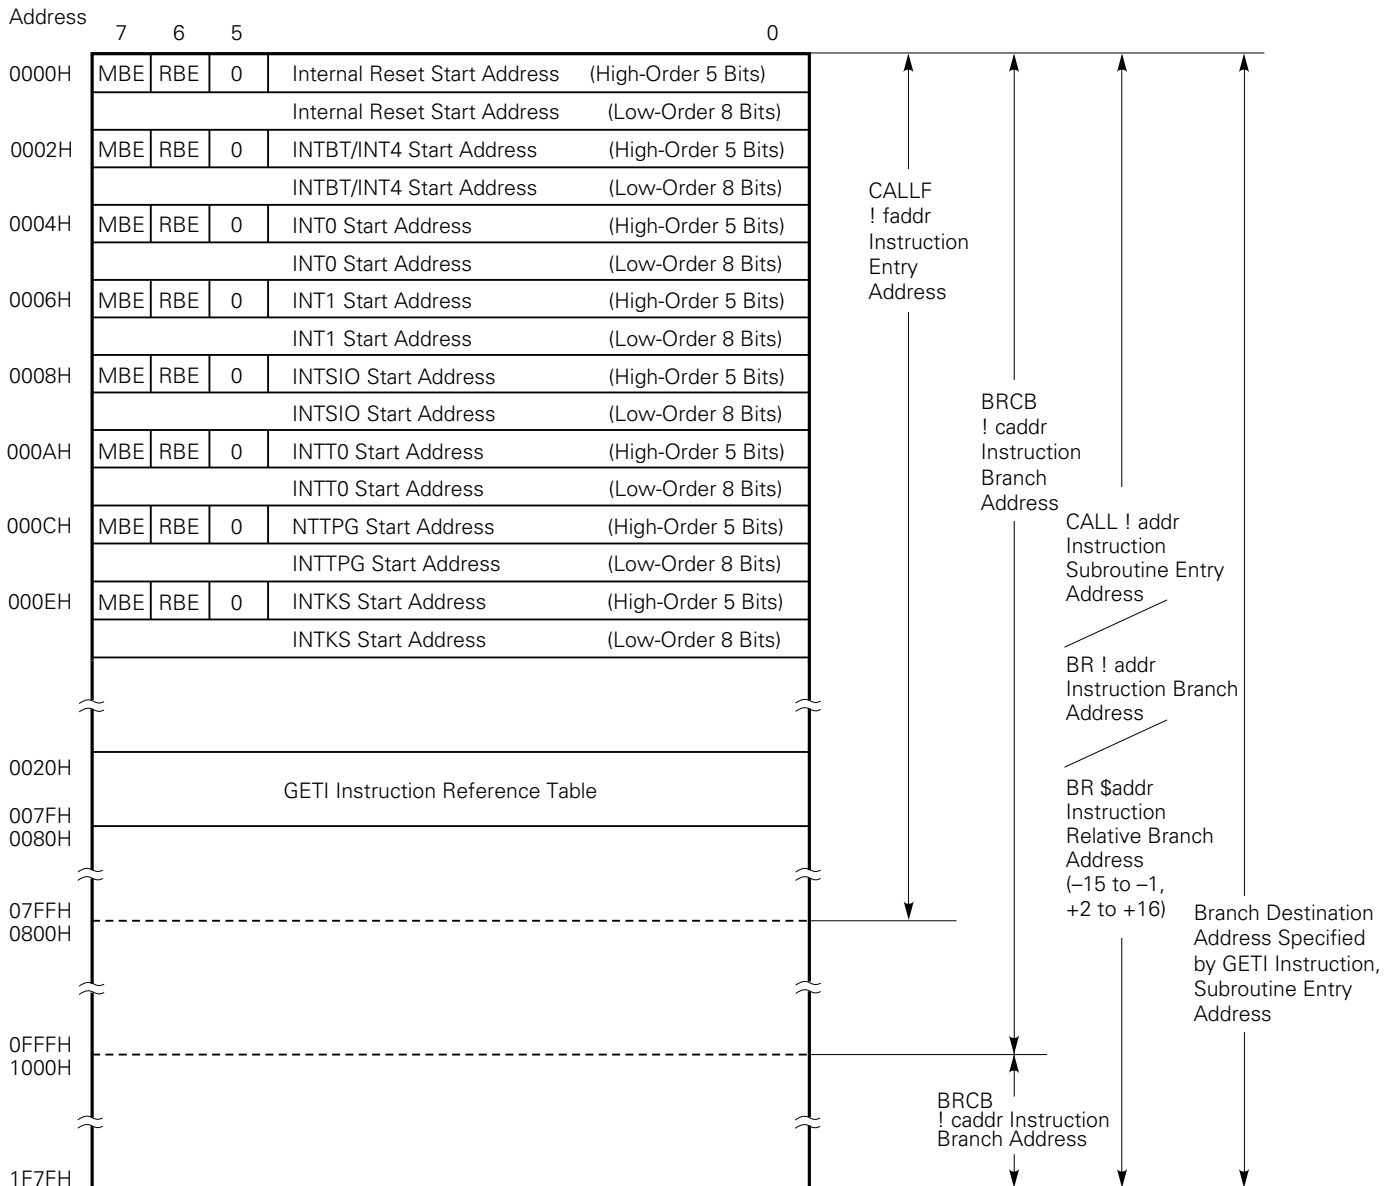 Address
7 6 5 0
0000H MBE RBE 0 Internal Reset Start Address (High-Order 5 Bits)
Internal Reset Start Address (Low-Order 8 Bits)
0002H MBE RBE 0 INTBT/INT4 Start Address (High-Order 5 Bits)
INTBT/INT4 Start Address (Low-Order 8 Bits)
0004H MBE RBE 0 INT0 Start Address (High-Order 5 Bits)
INT0 Start Address (Low-Order 8 Bits)
0006H MBE RBE 0 INT1 Start Address (High-Order 5 Bits)
INT1 Start Address (Low-Order 8 Bits)
0008H MBE RBE 0 INTSIO Start Address (High-Order 5 Bits)
INTSIO Start Address (Low-Order 8 Bits)
000AH MBE RBE 0 INTT0 Start Address (High-Order 5 Bits)
INTT0 Start Address (Low-Order 8 Bits)
000CH MBE RBE 0 NTTPG Start Address (High-Order 5 Bits)
INTTPG Start Address (Low-Order 8 Bits)
000EH MBE RBE 0 INTKS Start Address (High-Order 5 Bits)
INTKS Start Address (Low-Order 8 Bits)
0020H
GETI Instruction Reference Table
007FH
0080H
07FFH
0800H
0FFFH
1000H
1F7FH
CALLF
! faddr
Instruction
Entry
Address
BRCB
! caddr
Instruction
Branch
Address
CALL ! addr
Instruction
Subroutine Entry
Address
BR ! addr
Instruction Branch
Address
BR $addr
Instruction
Relative Branch
Address
(–15 to –1,
+2 to +16)
Branch Destination
Address Specified
by GETI Instruction,
Subroutine Entry
Address
BRCB
! caddr Instruction
Branch Address